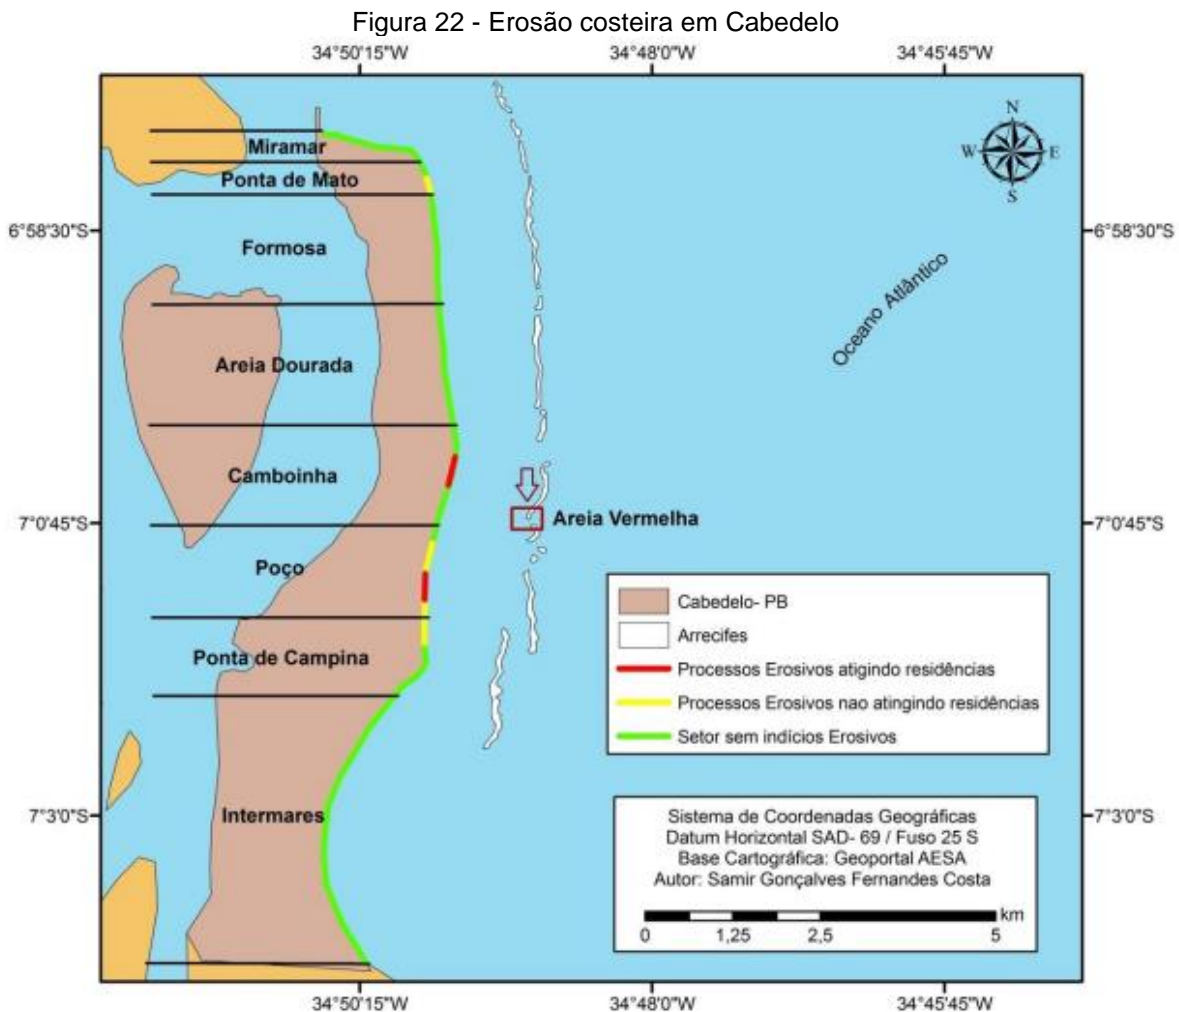 Figura 22 - Erosão costeira em Cabedelo
34°50'15"W
34°48'0"W
34°45'45"W
N
W
E
S
Miramar
Ponta de Mato
6°58'30"S
6°58'30"S
Formosa
Oceano Atlântico
Areia Dourada
Camboinha
7°0'45"S
Areia Vermelha
7°0'45"S
Poço
Ponta de Campina
Cabedelo- PB
Arrecifes
Processos Erosivos atigindo residências
Processos Erosivos nao atingindo residências
Setor sem indícios Erosivos
7°3'0"S
Intermares
7°3'0"S
Sistema de Coordenadas Geográficas
Datum Horizontal SAD- 69 / Fuso 25 S
Base Cartográfica: Geoportal AESA
Autor: Samir Gonçalves Fernandes Costa
km
0
1,25
2,5
5
34°50'15"W
34°48'0"W
34°45'45"W